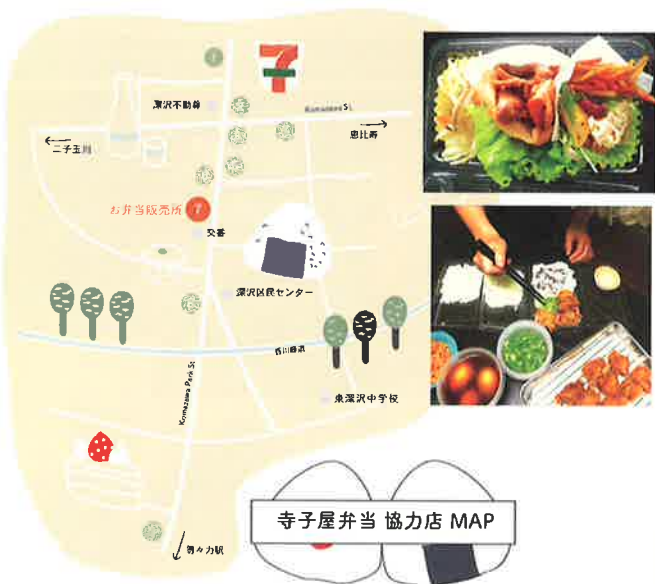 7
深沢不動尊
Komazawa St.
恵比寿
二子玉川
お弁当販売所
交番
深沢区民センター
呑川緑道
Komazawa Park St
東深沢中学校
等々力駅
寺子屋弁当 協力店 MAP